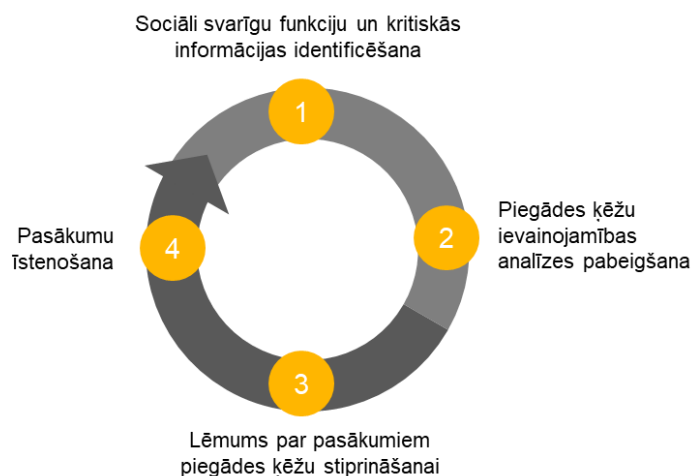 Sociāli svarīgu funkciju un kritiskās
informācijas identificēšana
1
Piegādes ķēžu
ievainojamības
analīzes pabeigšana
2
Lēmums par pasākumiem
piegādes ķēžu stiprināšanai
3
Pasākumu
īstenošana
4